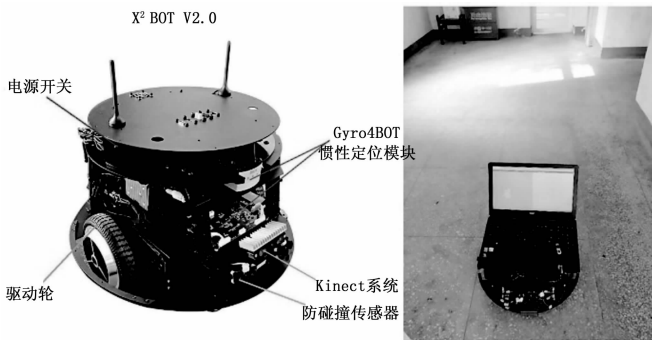 X² BOT V2.0
电源开关
Gyro4BOT
惯性定位模块
驱动轮
Kinect系统
防碰撞传感器